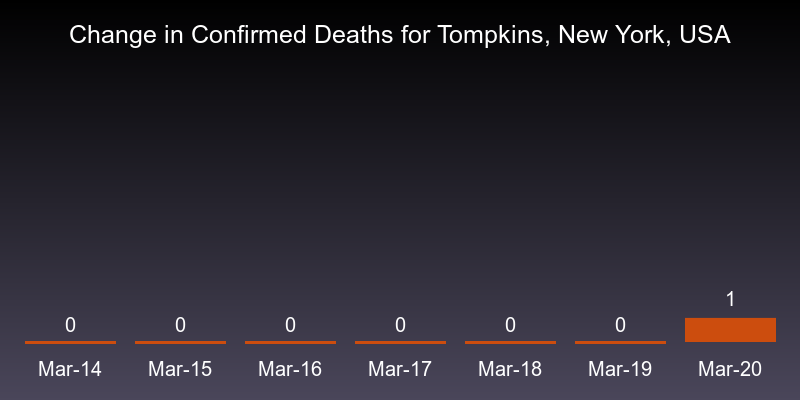 Change in Confirmed Deaths for Tompkins, New York, USA
0 0 0 0 0 0 1
Mar-14 Mar-15 Mar-16 Mar-17 Mar-18 Mar-19 Mar-20